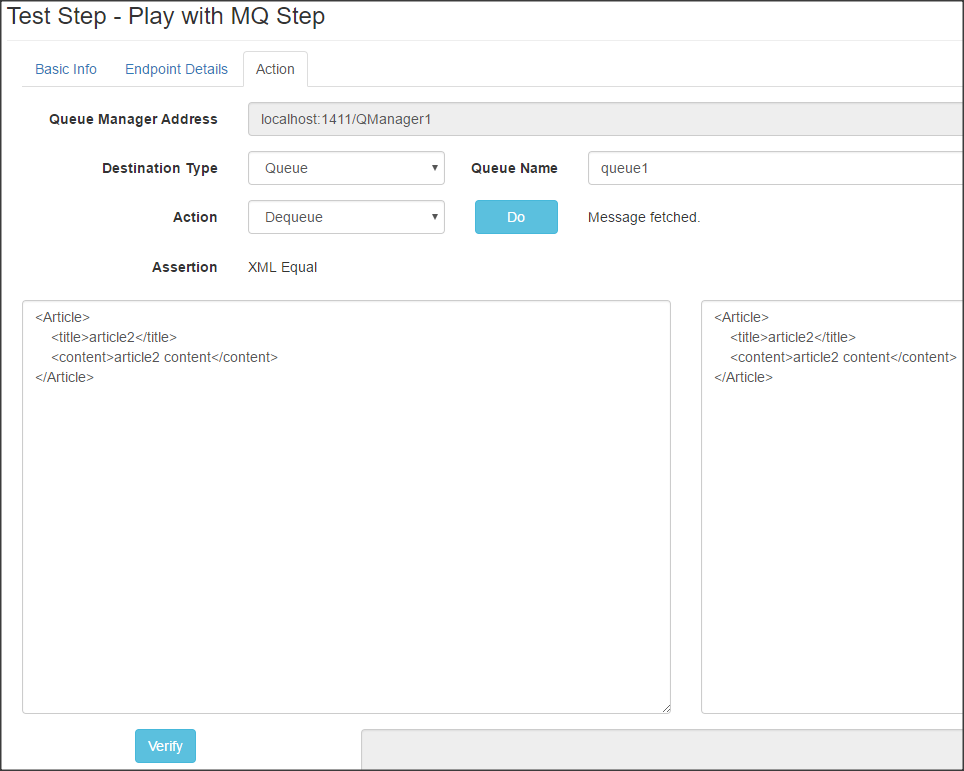 Test Step - Play with MQ Step
Basic Info Endpoint Details Action
Queue Manager Address localhost:1411/QManager1
Destination Type Queue Queue Name queue1
Action Dequeue Do Message fetched.
Assertion XML Equal
<Article>
<title>article2</title>
<content>article2 content</content>
</Article>
<Article>
<title>article2</title>
<content>article2 content</content>
</Article>
Verify